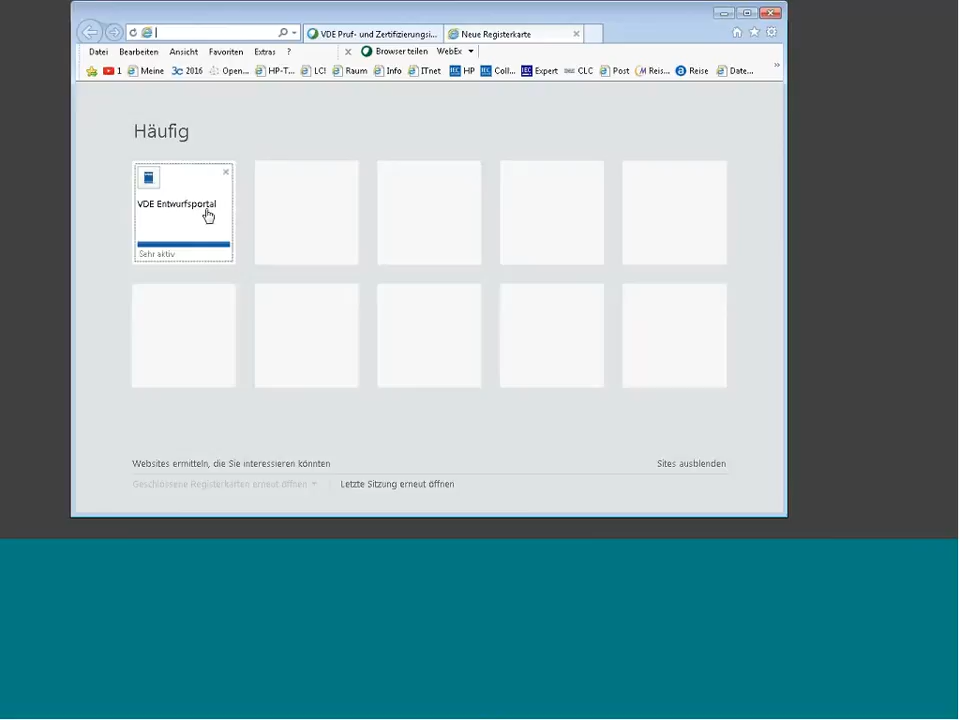 VDE Pruf- und Zertifizierungsi... Neue Registerkarte
Datei Bearbeiten Ansicht Favoriten Extras ? Browser teilen WebEx
1 Meine 2016 Open... HP-T... LCI Raum Info ITnet HP Coll... Expert CLC Post Reis... Reise Date...
Häufig
VDE Entwurfsportal
Sehr aktiv
Websites ermitteln, die Sie interessieren könnten Sites ausblenden
Geschlossene Registerkarten erneut öffnen Letzte Sitzung erneut öffnen